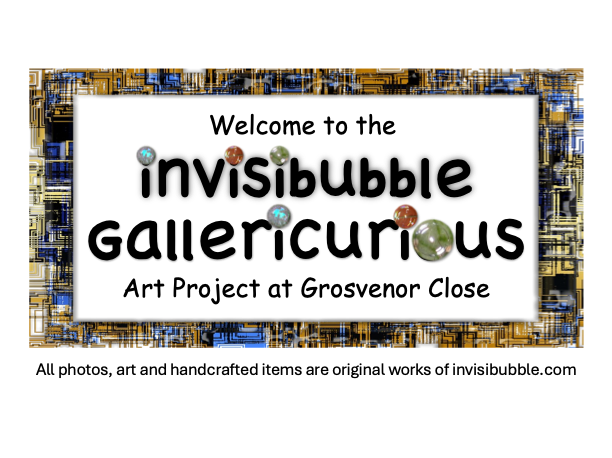 Welcome to the
invisibubble
Gallericurious
Art Project at Grosvenor Close
All photos, art and handcrafted items are original works of invisibubble.com